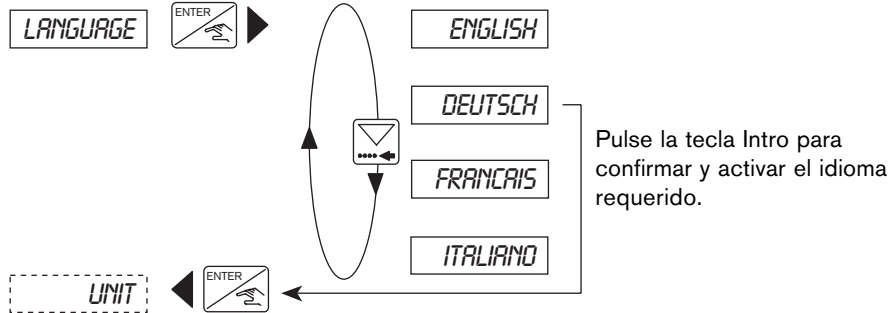 LANGUAGE
ENTER
ENGLISH
DEUTSCH
Pulse la tecla Intro para
confirmar y activar el idioma
requerido.
FRANCAIS
ITALIANO
UNIT
ENTER